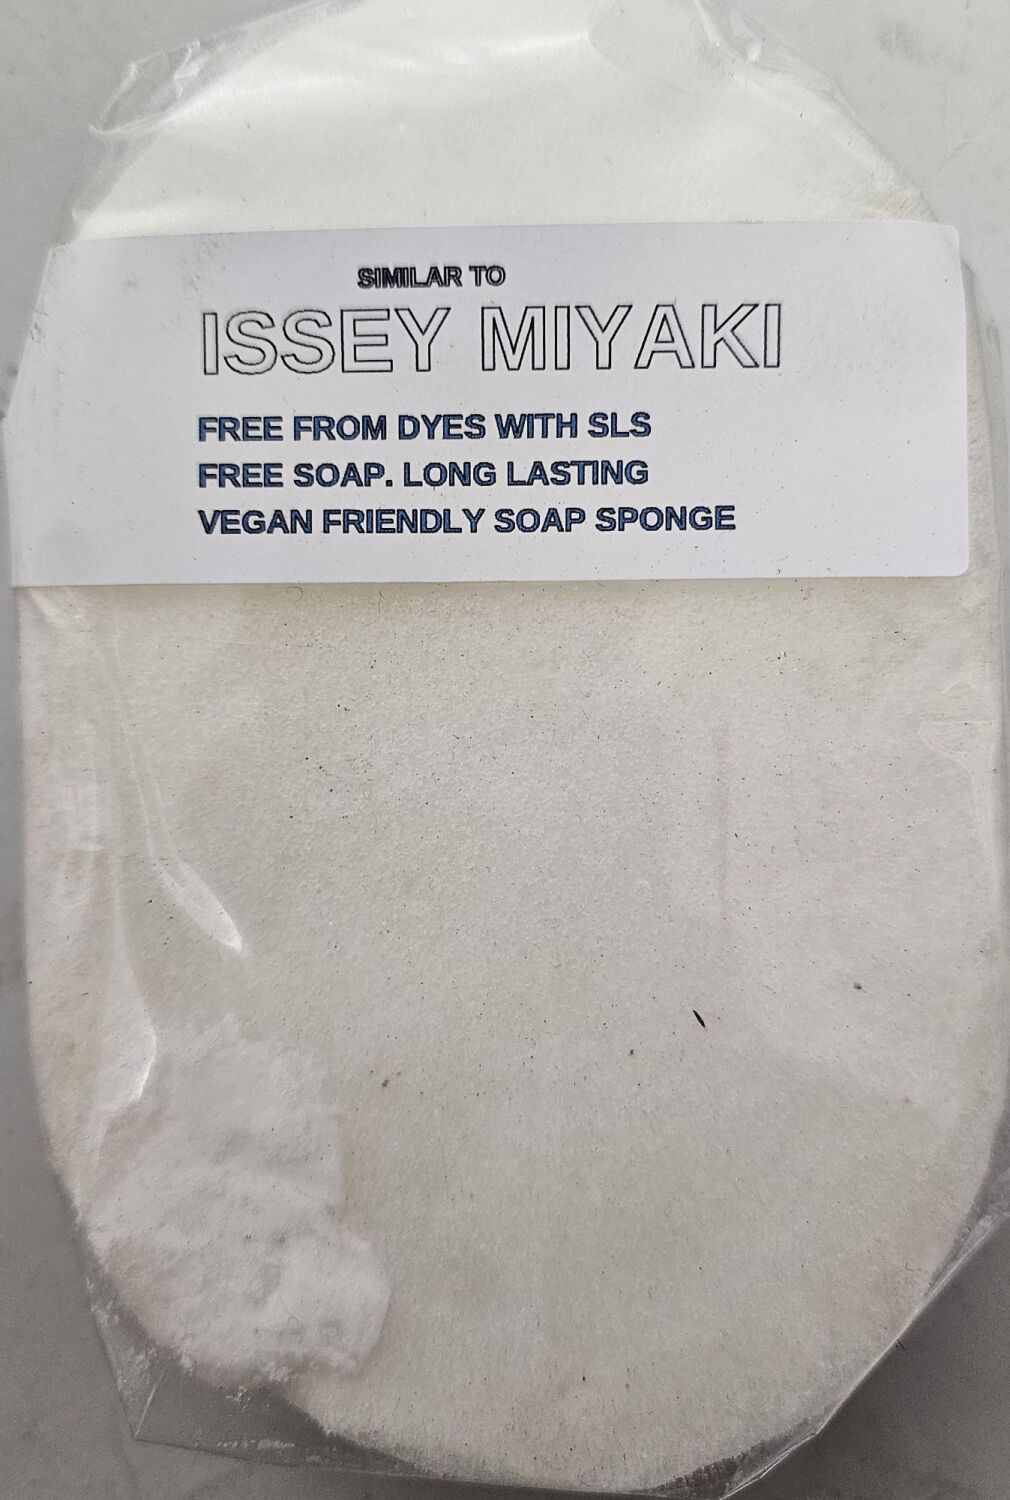 SIMILAR TO
ISSEY MIYAKI
FREE FROM DYES WITH SLS
FREE SOAP. LONG LASTING
VEGAN FRIENDLY SOAP SPONGE